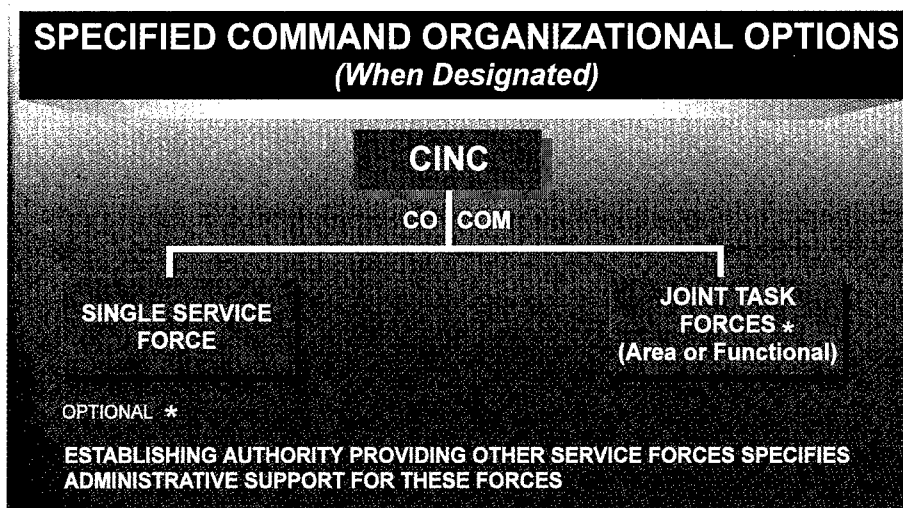 SPECIFIED COMMAND ORGANIZATIONAL OPTIONS
(When Designated)
CINC
CO COM
SINGLE SERVICE
FORCE
JOINT TASK
FORCES *
(Area or Functional)
OPTIONAL *
ESTABLISHING AUTHORITY PROVIDING OTHER SERVICE FORCES SPECIFIES
ADMINISTRATIVE SUPPORT FOR THESE FORCES